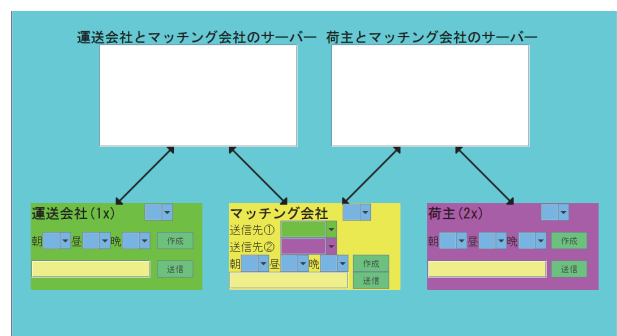 運送会社とマッチング会社のサーバー 荷主とマッチング会社のサーバー
運送会社(1x)
朝 昼 晩 作成
送信
マッチング会社
送信先①
送信先②
朝 昼 晩 作成
送信
荷主(2x)
朝 昼 晩 作成
送信